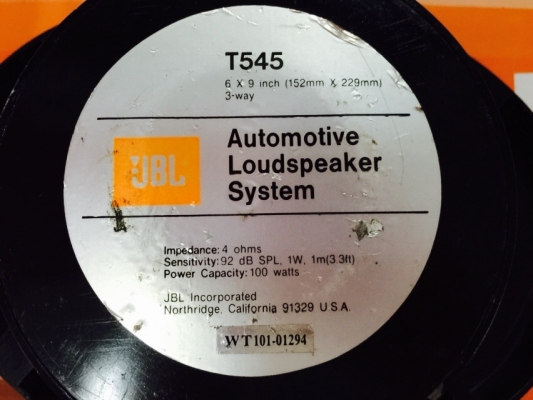 T545
6 X 9 inch (152mm X 229mm)
3-way
JBL
Automotive
Loudspeaker
System
Impedance: 4 ohms
Sensitivity: 92 dB SPL, 1W, 1m(3.3ft)
Power Capacity: 100 watts
JBL Incorporated
Northridge, California 91329 U.S.A.
WT101-01294